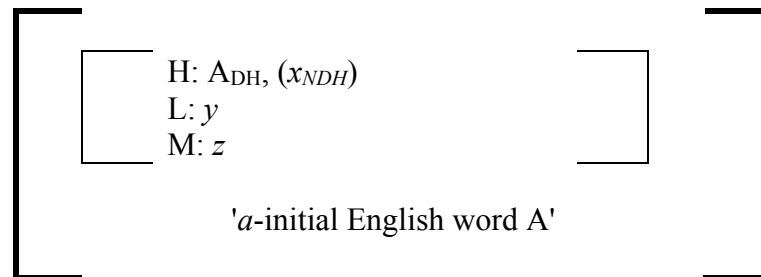 H: A_DH, (x_NDH)
L: y
M: z
'a-initial English word A'